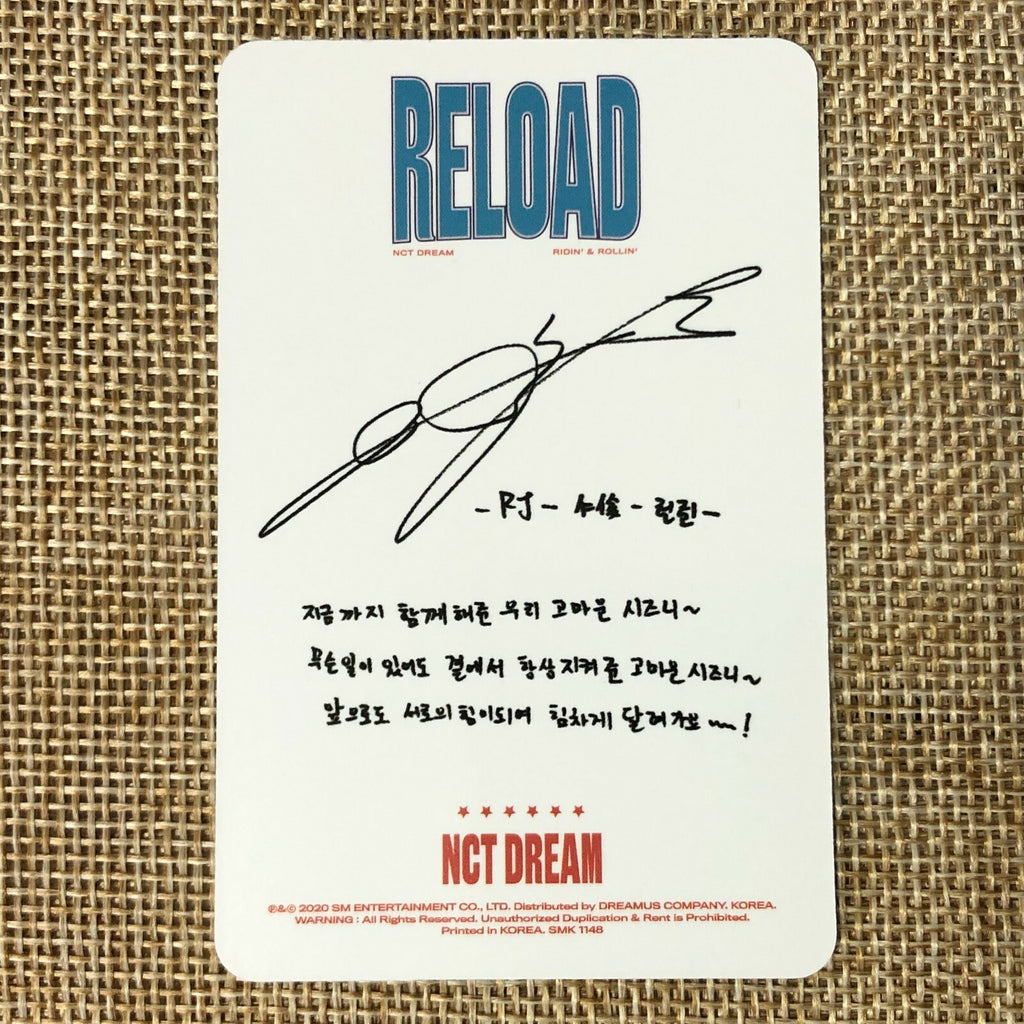 RELOAD
NCT DREAM RIDIN' & ROLLIN'
-RJ- 仁俊 - 런쥔-
지금까지 함께해준 우리 고마운 시즈니~
무슨일이 있어도 곁에서 항상지켜준 고마운시즈니~
앞으로도 서로의힘이되어 힘차게 달려가보~!
NCT DREAM
℗&© 2020 SM ENTERTAINMENT CO., LTD. Distributed by DREAMUS COMPANY. KOREA.
WARNING : All Rights Reserved. Unauthorized Duplication & Rent is Prohibited.
Printed in KOREA. SMK 1148